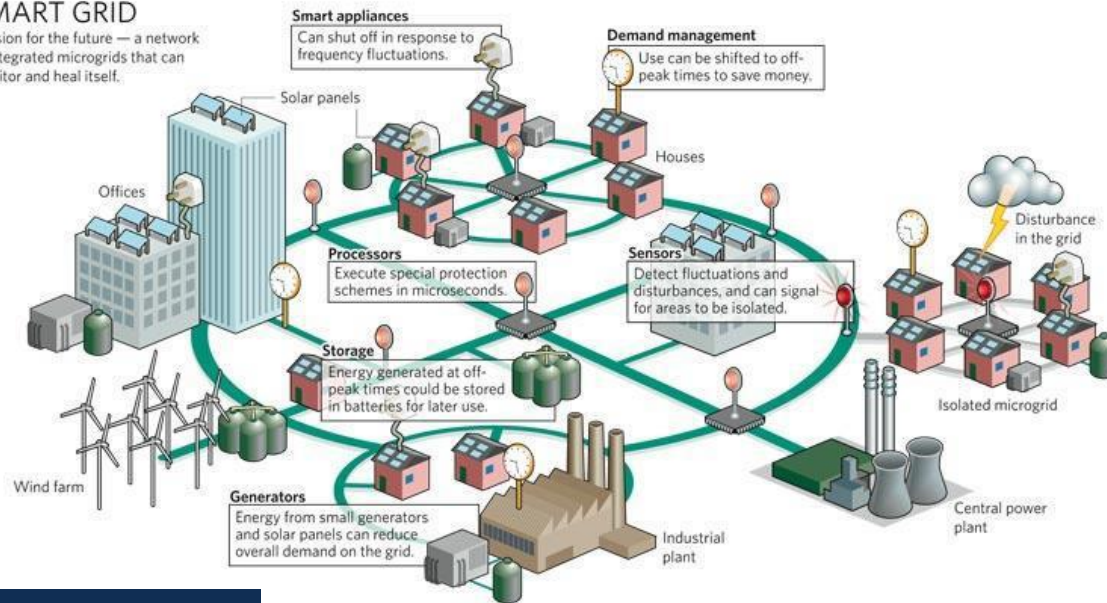 MART GRID
sion for the future — a network
tegrated microgrids that can
itor and heal itself.
Smart appliances
Can shut off in response to
frequency fluctuations.
Demand management
Use can be shifted to off-
peak times to save money.
Solar panels
Houses
Offices
Disturbance
in the grid
Processors
Execute special protection
schemes in microseconds.
Sensors
Detect fluctuations and
disturbances, and can signal
for areas to be isolated.
Storage
Energy generated at off-
peak times could be stored
in batteries for later use.
Isolated microgrid
Wind farm
Generators
Energy from small generators
and solar panels can reduce
overall demand on the grid.
Industrial
plant
Central power
plant